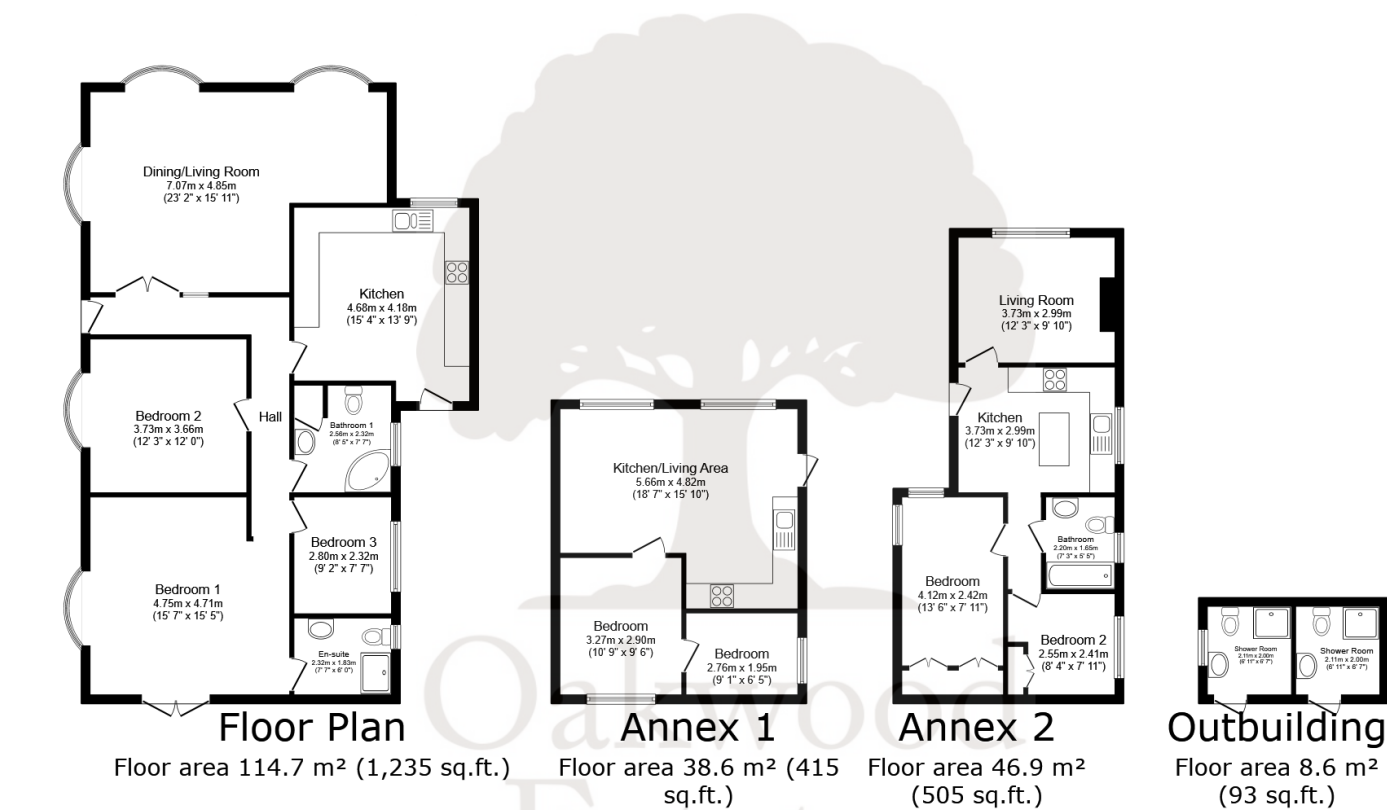 Dining/Living Room
7.07m x 4.85m
(23' 2" x 15' 11")
Kitchen
4.68m x 4.18m
(15' 4" x 13' 9")
Bedroom 2
3.73m x 3.66m
(12' 3" x 12' 0")
Hall
Bathroom 1
2.56m x 2.32m
(8' 5" x 7' 7")
Bedroom 3
2.80m x 2.32m
(9' 2" x 7' 7")
Bedroom 1
4.75m x 4.71m
(15' 7" x 15' 5")
En-suite
2.32m x 1.83m
(7' 7" x 6' 0")
Floor Plan
Floor area 114.7 m² (1,235 sq.ft.)
Kitchen/Living Area
5.66m x 4.82m
(18' 7" x 15' 10")
Bedroom
3.27m x 2.90m
(10' 9" x 9' 6")
Bedroom
2.76m x 1.95m
(9' 1" x 6' 5")
Annex 1
Floor area 38.6 m² (415
sq.ft.)
Living Room
3.73m x 2.99m
(12' 3" x 9' 10")
Kitchen
3.73m x 2.99m
(12' 3" x 9' 10")
Bathroom
2.20m x 1.65m
(7' 3" x 5' 5")
Bedroom
4.12m x 2.42m
(13' 6" x 7' 11")
Bedroom 2
2.55m x 2.41m
(8' 4" x 7' 11")
Annex 2
Floor area 46.9 m²
(505 sq.ft.)
Shower Room
2.11m x 2.00m
(6' 11" x 6' 7")
Shower Room
2.11m x 2.00m
(6' 11" x 6' 7")
Outbuilding
Floor area 8.6 m²
(93 sq.ft.)
Oakwood